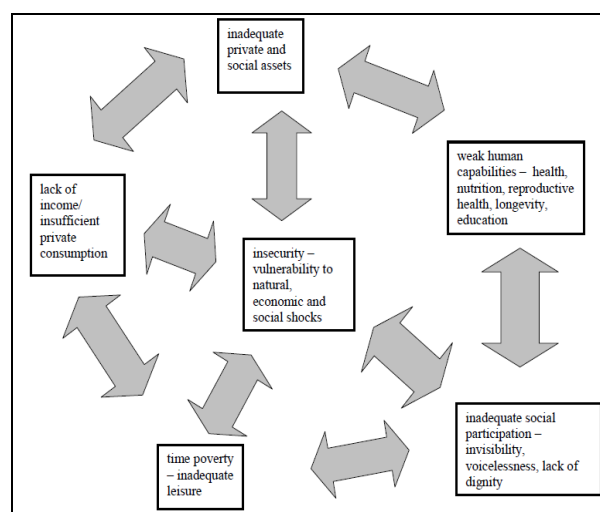 inadequate
private and
social assets
weak human
capabilities – health,
nutrition, reproductive
health, longevity,
education
lack of
income/
insufficient
private
consumption
insecurity –
vulnerability to
natural,
economic and
social shocks
inadequate social
participation –
invisibility,
voicelessness, lack of
dignity
time poverty
– inadequate
leisure